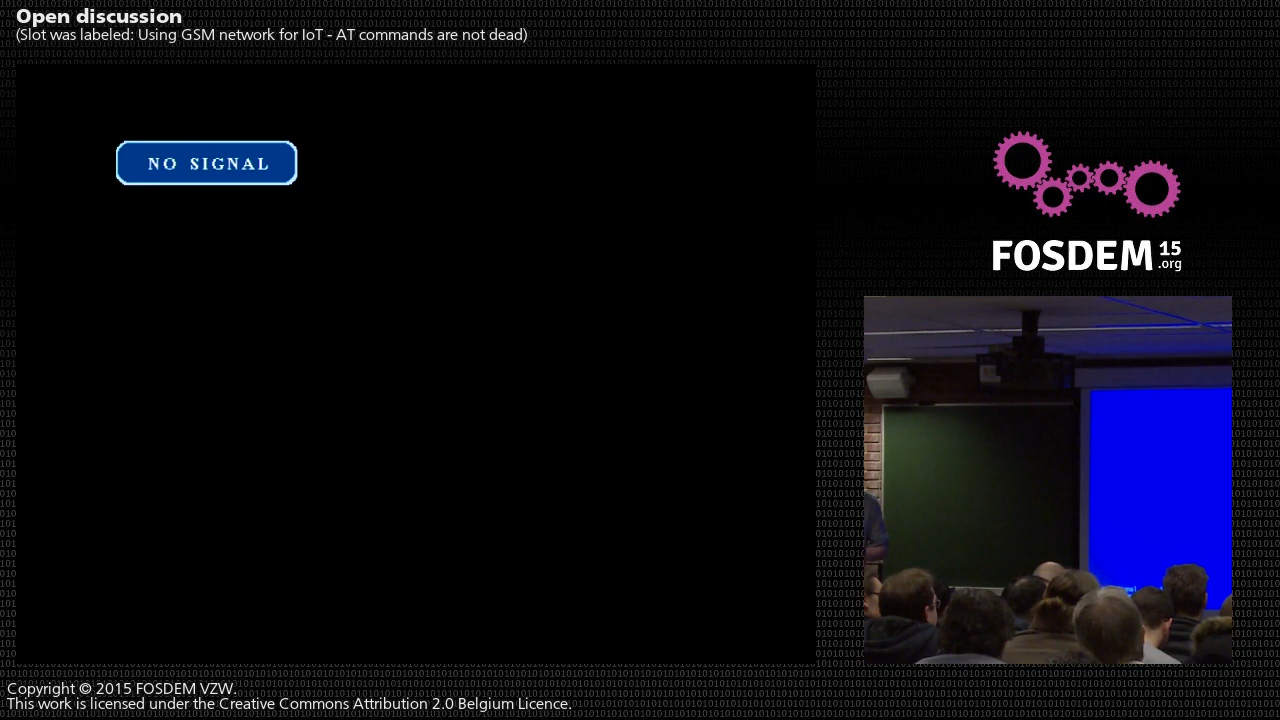 Open discussion
(Slot was labeled: Using GSM network for IoT - AT commands are not dead)
NO SIGNAL
FOSDEM 15
.org
Copyright © 2015 FOSDEM VZW.
This work is licensed under the Creative Commons Attribution 2.0 Belgium Licence.